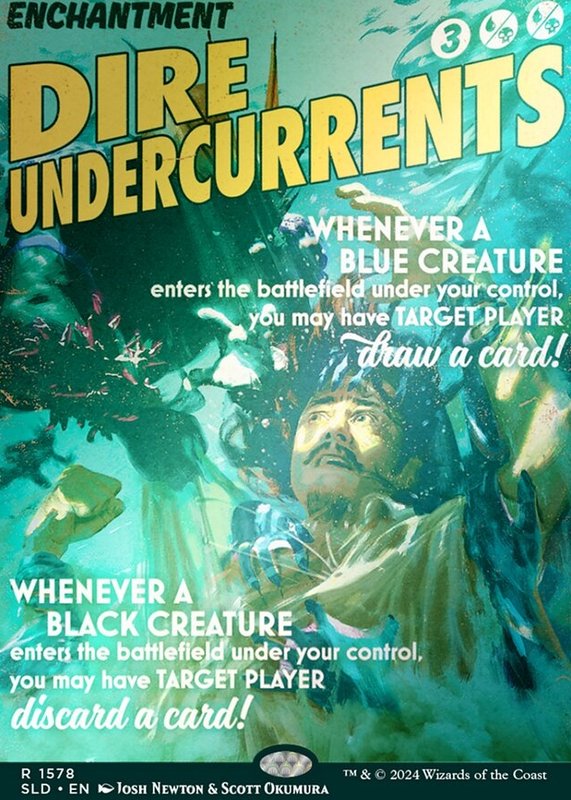 ENCHANTMENT
3
DIRE
UNDERCURRENTS
WHENEVER A
BLUE CREATURE
enters the battlefield under your control,
you may have TARGET PLAYER
draw a card!
WHENEVER A
BLACK CREATURE
enters the battlefield under your control,
you may have TARGET PLAYER
discard a card!
R 1578
SLD • EN Josh Newton & Scott Okumura
™ & © 2024 Wizards of the Coast